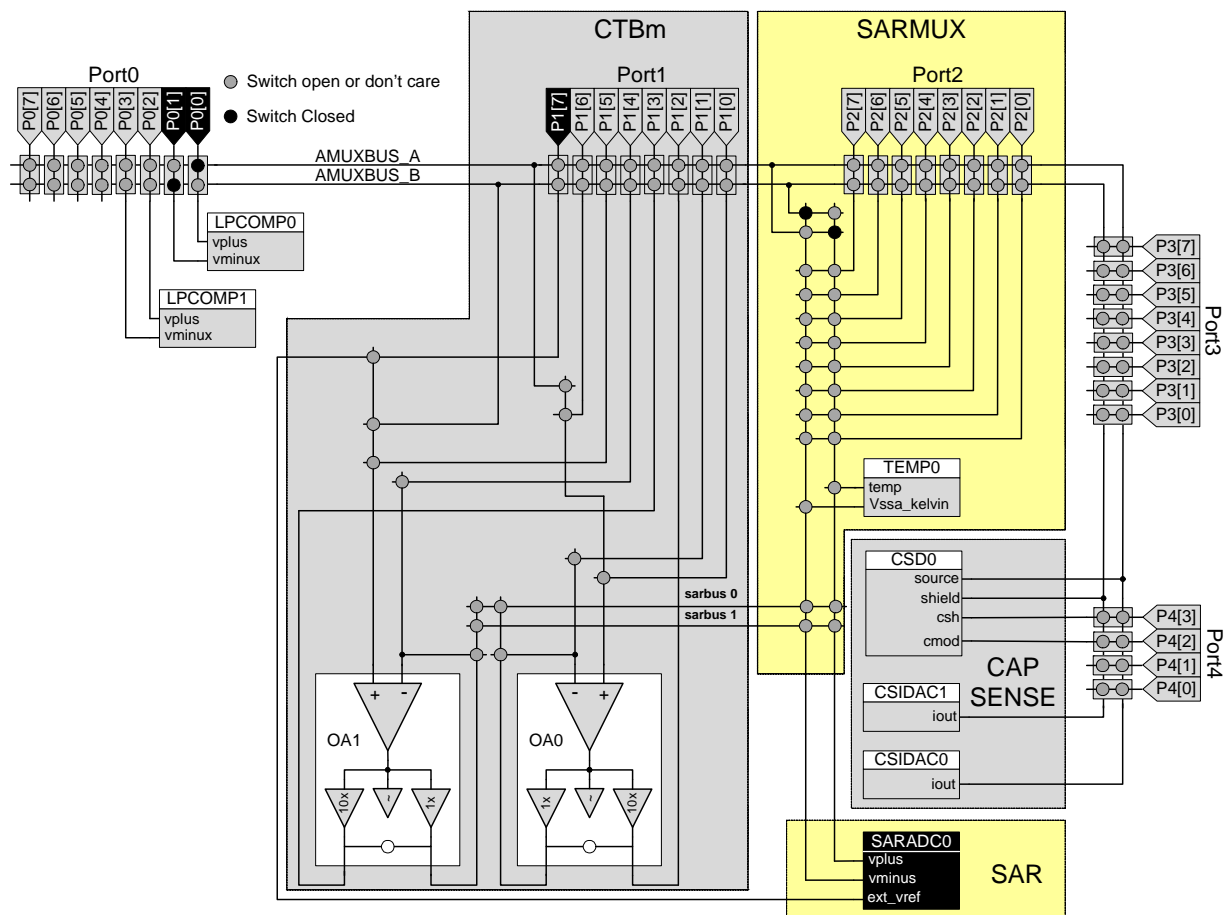 CTBm
SARMUX
Port0
Switch open or don't care
Switch Closed
Port1
Port2
P0[7]
P0[6]
P0[5]
P0[4]
P0[3]
P0[2]
P0[1]
P0[0]
P1[7]
P1[6]
P1[5]
P1[4]
P1[3]
P1[2]
P1[1]
P1[0]
P2[7]
P2[6]
P2[5]
P2[4]
P2[3]
P2[2]
P2[1]
P2[0]
AMUXBUS_A
AMUXBUS_B
LPCOMP0
vplus
vminux
LPCOMP1
vplus
vminux
P3[7]
P3[6]
P3[5]
P3[4]
P3[3]
P3[2]
P3[1]
P3[0]
Port3
TEMP0
temp
Vssa_kelvin
CSD0
source
shield
csh
cmod
sarbus 0
sarbus 1
P4[3]
P4[2]
P4[1]
P4[0]
Port4
CAP
SENSE
CSIDAC1
iout
CSIDAC0
iout
+
-
OA1
10x
~
1x
-
+
OA0
1x
~
10x
SARADC0
vplus
vminus
ext_vref
SAR